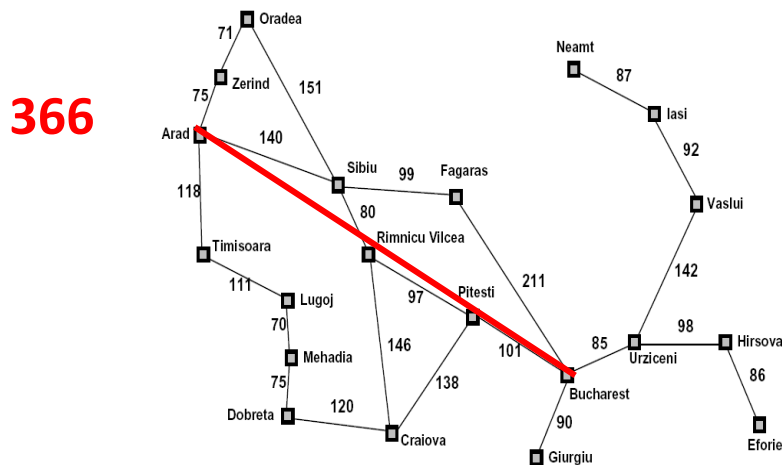 Oradea
71
Neamt
Zerind
87
151
75
366
Iasi
Arad
140
92
Sibiu
99
Fagaras
118
80
Vaslui
Rimnicu Vilcea
Timisoara
142
111
211
97
Pitesti
Lugoj
70
98
85
Hirsova
146
101
Urziceni
Mehadia
86
75
138
Bucharest
120
Dobreta
90
Craiova
Eforie
Giurgiu